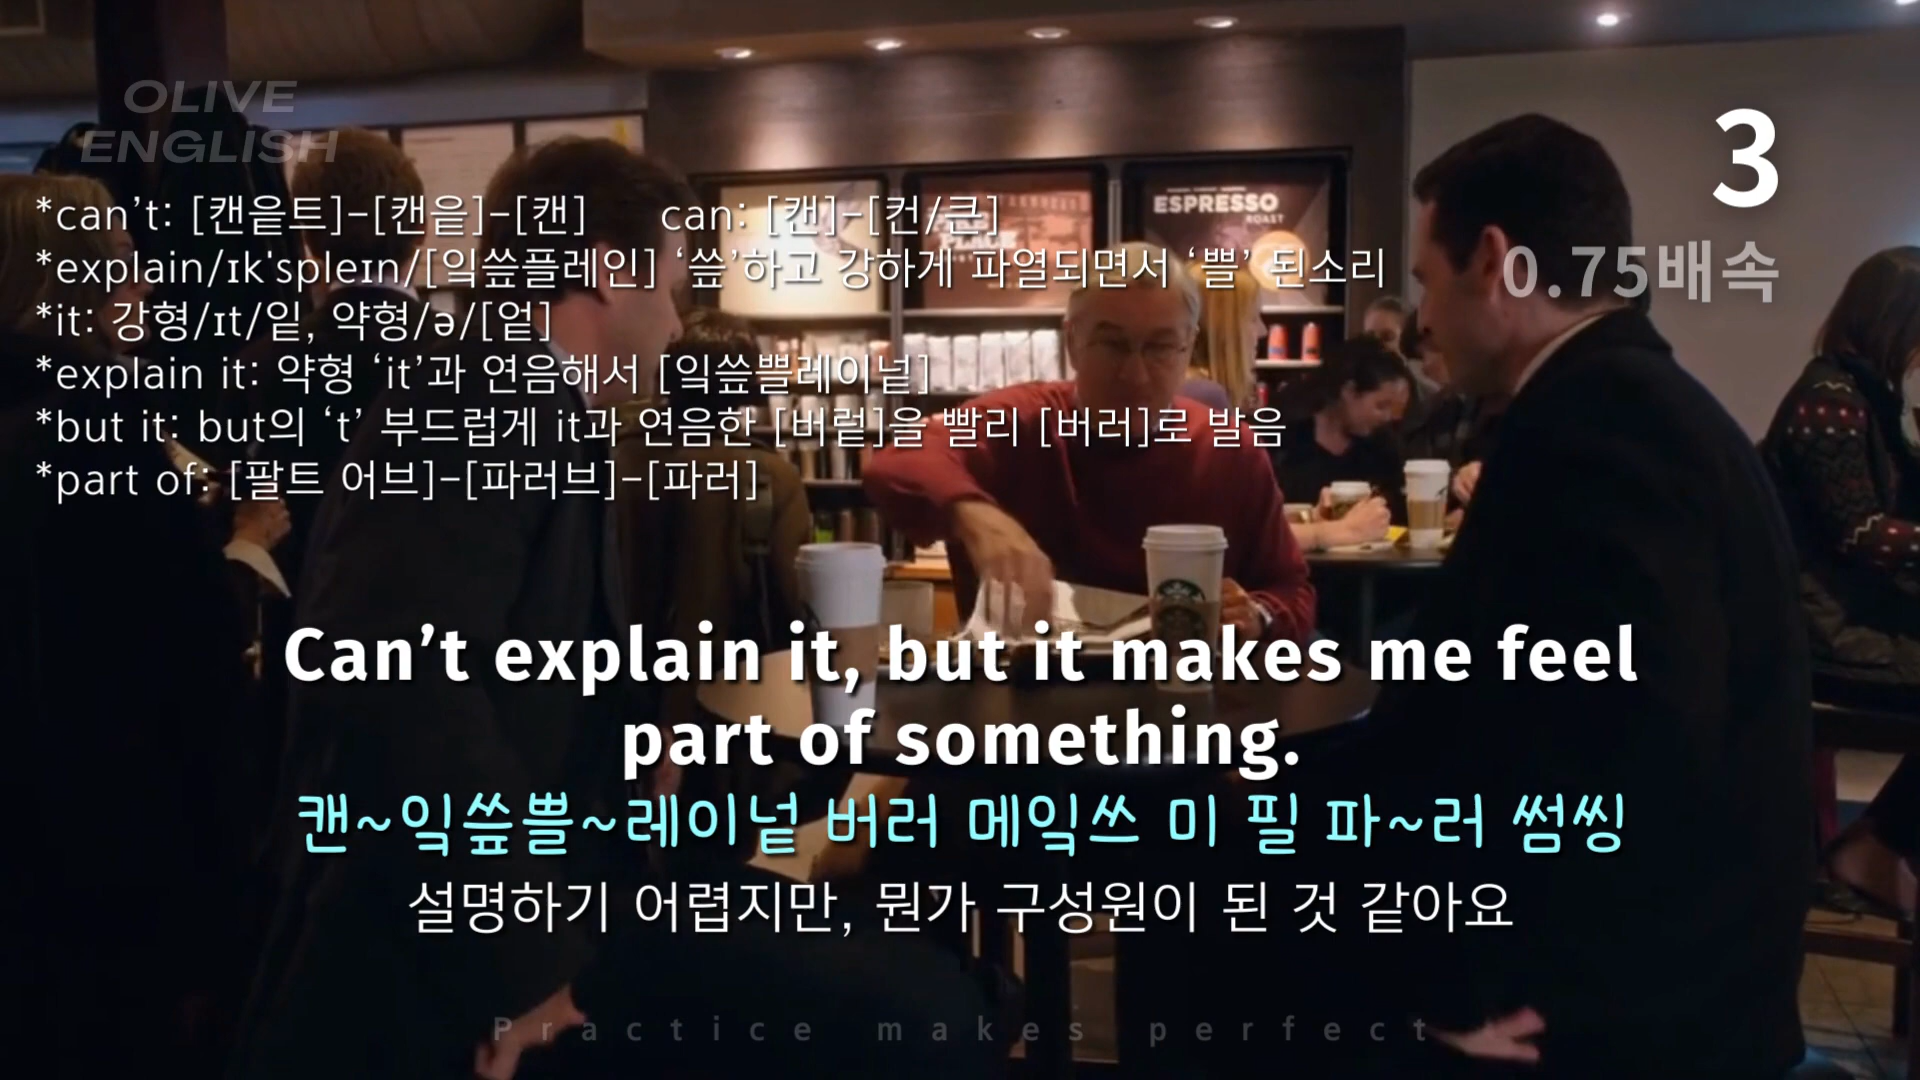 OLIVE
ENGLISH
3
0.75배속
*can't: [캔읕트]-[캔읕]-[캔] can: [캔]-[컨/큰]
*explain/ɪkˈspleɪn/[익쓮플레인] ‘쓮’하고 강하게 파열되면서 ‘쁠’ 된소리
*it: 강형/ɪt/잍, 약형/ə/[얻]
*explain it: 약형 ‘it’과 연음해서 [익쓮쁠레이넡]
*but it: but의 ‘t’ 부드럽게 it과 연음한 [버렅]을 빨리 [버러]로 발음
*part of: [팔트 어브]-[파러브]-[파러]
ESPRESSO
ROAST
Can’t explain it, but it makes me feel
part of something.
캔~익쓮쁠~레이넡 버러 메잌쓰 미 필 파~러 썸씽
설명하기 어렵지만, 뭔가 구성원이 된 것 같아요
Practice makes perfect